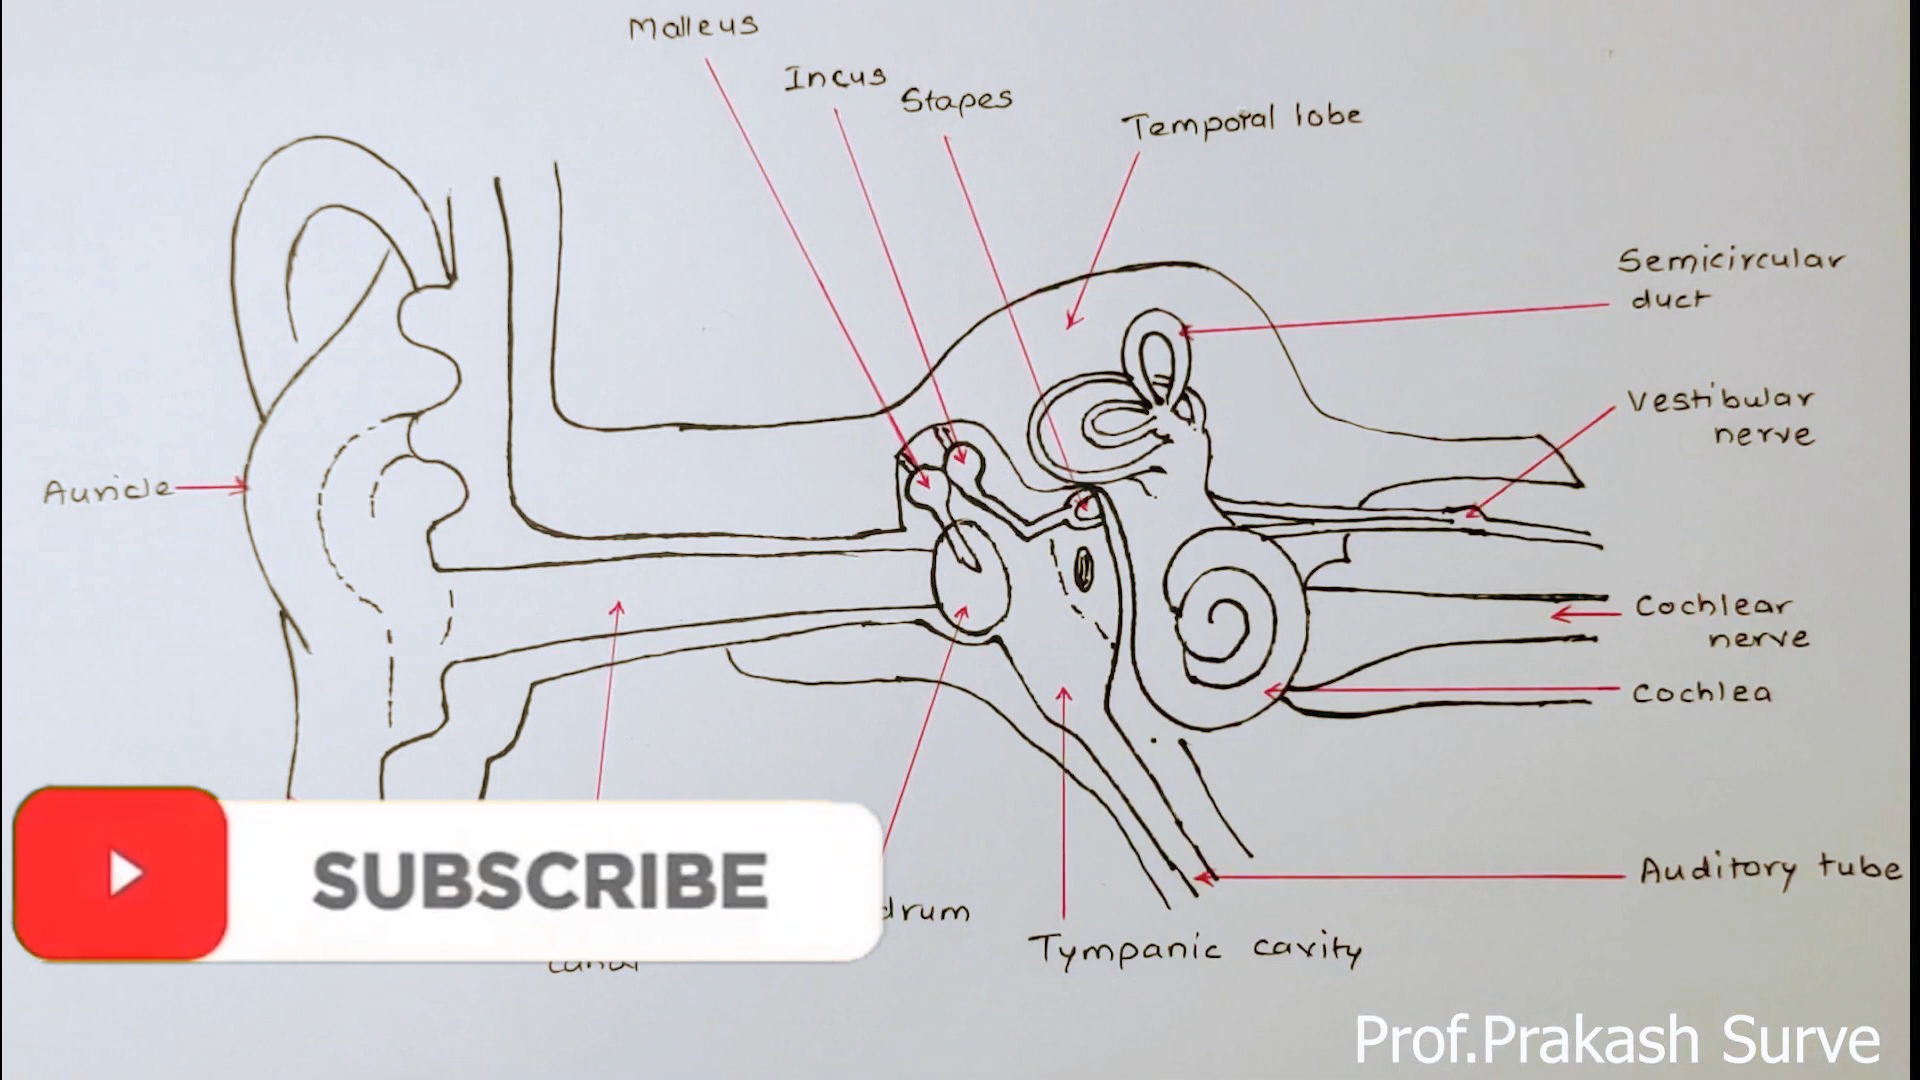 Malleus
Incus
Stapes
Temporal lobe
Semicircular
duct
Vestibular
nerve
Auricle
Cochlear
nerve
Cochlea
SUBSCRIBE
Auditory tube
drum
Tympanic cavity
Prof.Prakash Surve